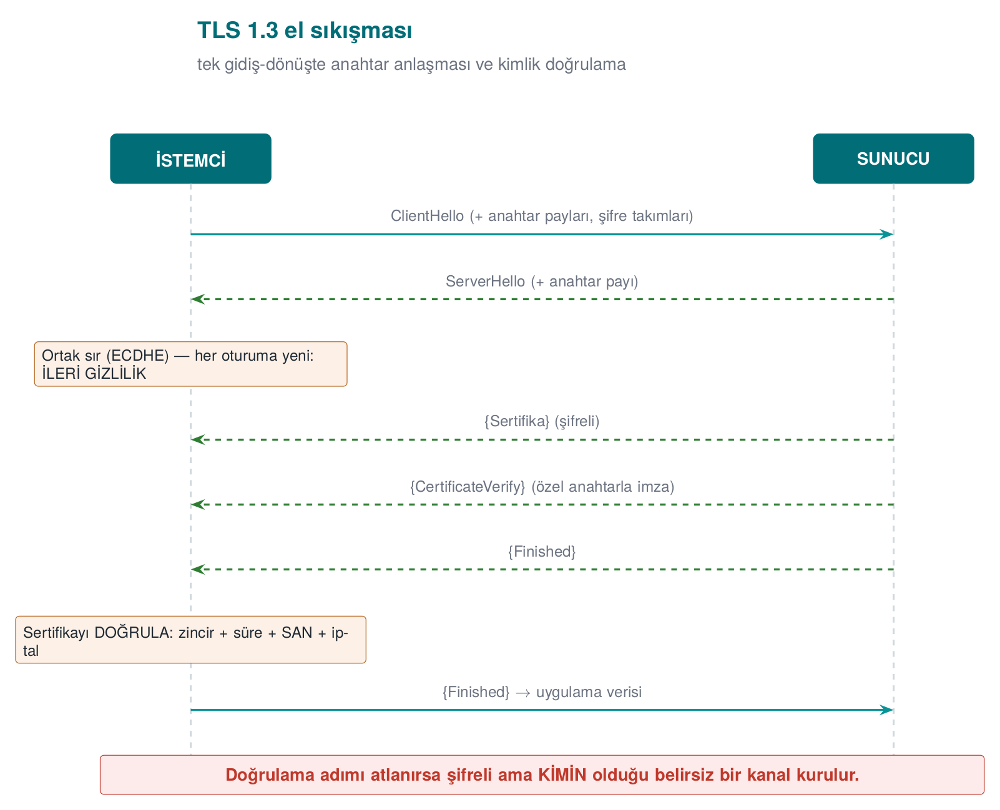 TLS 1.3 el sıkışması
tek gidiş-dönüşte anahtar anlaşması ve kimlik doğrulama
İSTEMCİ
SUNUCU
ClientHello (+ anahtar payları, şifre takımları)
ServerHello (+ anahtar payı)
Ortak sır (ECDHE) — her oturuma yeni:
İLERİ GİZLİLİK
{Sertifika} (şifreli)
{CertificateVerify} (özel anahtarla imza)
{Finished}
Sertifikayı DOĞRULA: zincir + süre + SAN + ip-
tal
{Finished} → uygulama verisi
Doğrulama adımı atlanırsa şifreli ama KİMİN olduğu belirsiz bir kanal kurulur.